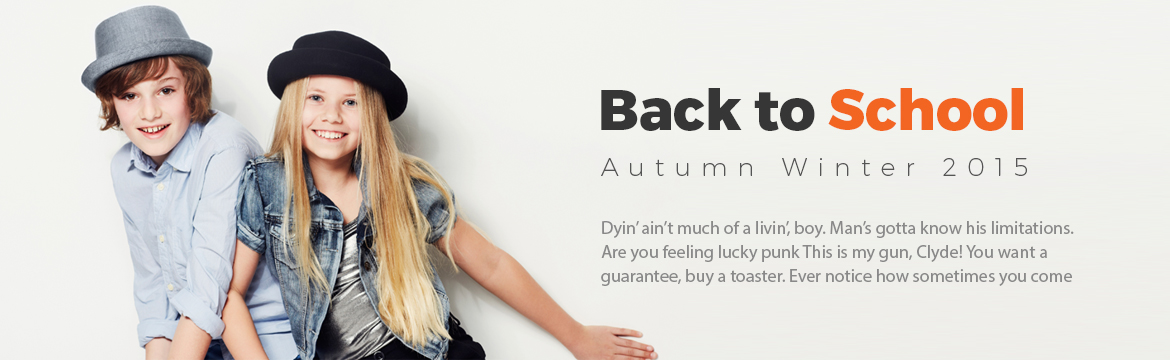 Back to School
Autumn Winter 2015
Dyin’ ain’t much of a livin’, boy. Man’s gotta know his limitations.
Are you feeling lucky punk This is my gun, Clyde! You want a
guarantee, buy a toaster. Ever notice how sometimes you come